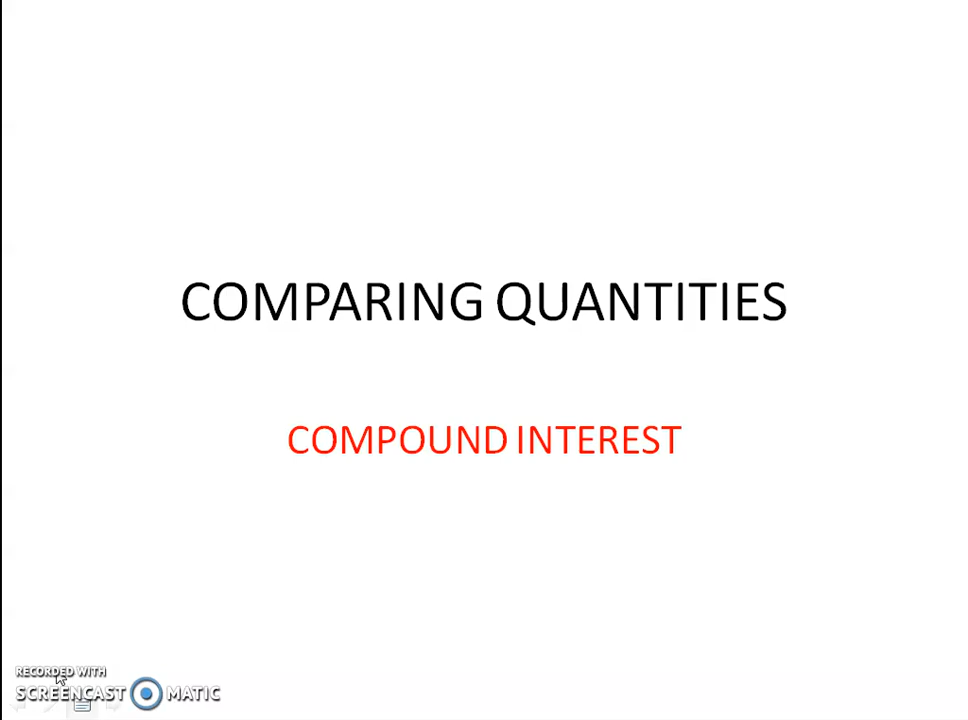 COMPARING QUANTITIES
COMPOUND INTEREST
RECORDED WITH
SCREENCAST MATIC